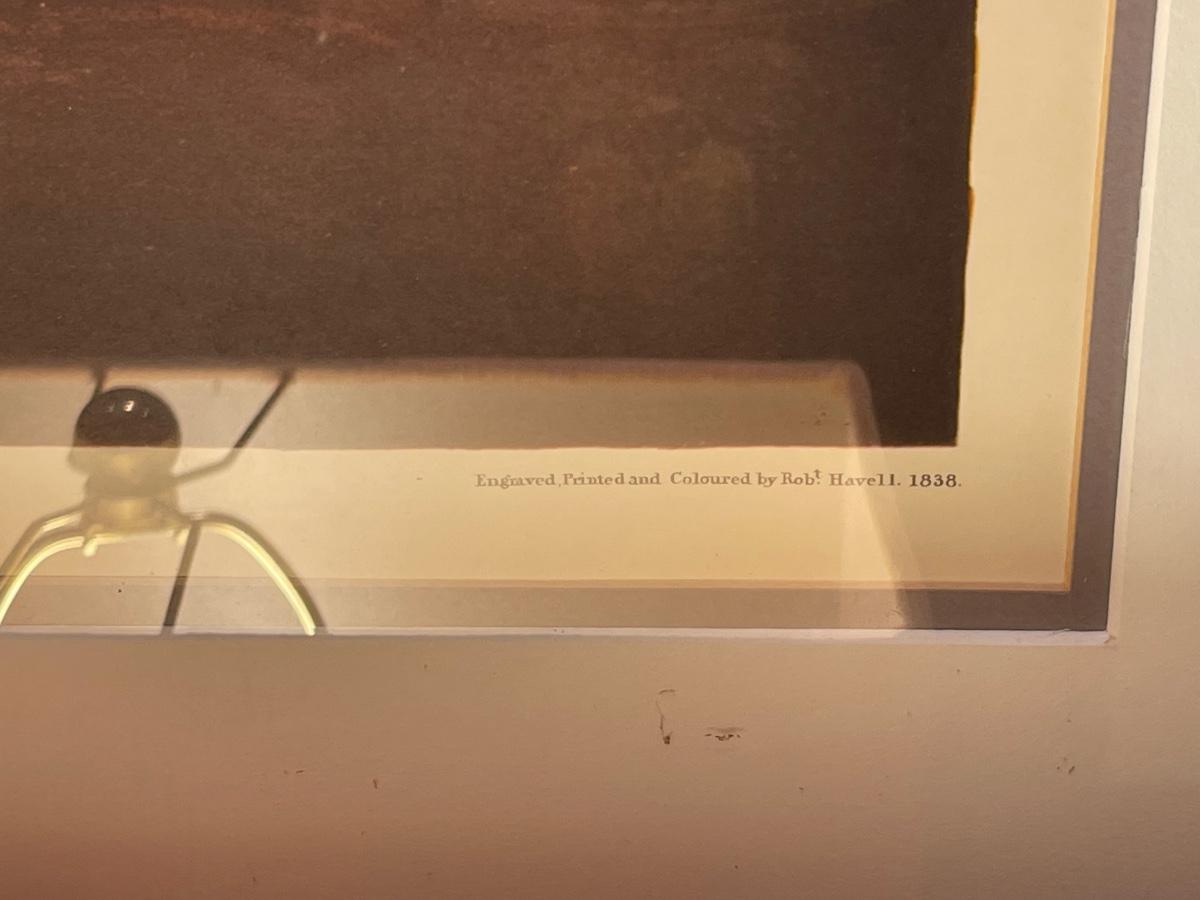 Engraved, Printed and Coloured by Robt. Havell. 1838.